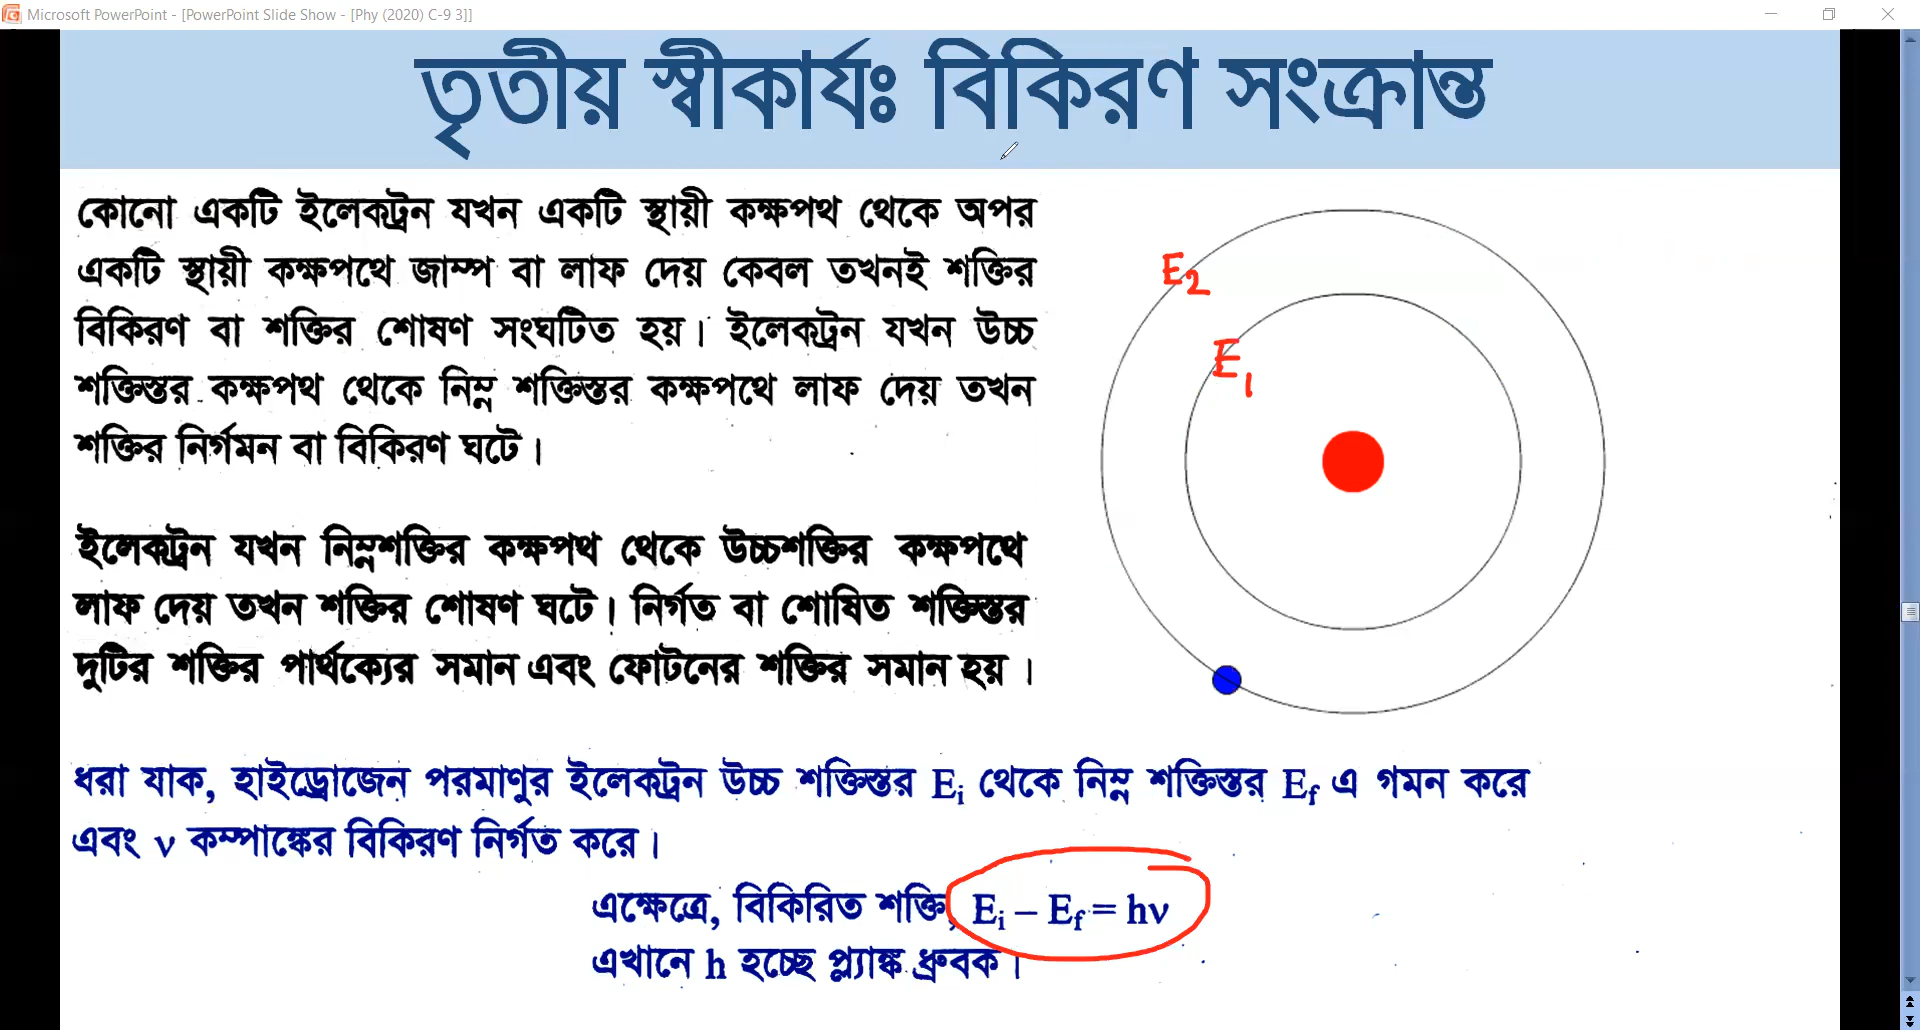 Microsoft PowerPoint - [PowerPoint Slide Show - [Phy (2020) C-9 3]]
তৃতীয় স্বীকার্যঃ বিকিরণ সংক্রান্ত
কোনো একটি ইলেকট্রন যখন একটি স্থায়ী কক্ষপথ থেকে অপর
একটি স্থায়ী কক্ষপথে জাম্প বা লাফ দেয় কেবল তখনই শক্তির
বিকিরণ বা শক্তির শোষণ সংঘটিত হয়। ইলেকট্রন যখন উচ্চ
শক্তিস্তর কক্ষপথ থেকে নিম্ন শক্তিস্তর কক্ষপথে লাফ দেয় তখন
শক্তির নির্গমন বা বিকিরণ ঘটে।
ইলেকট্রন যখন নিম্নশক্তির কক্ষপথ থেকে উচ্চশক্তির কক্ষপথে
লাফ দেয় তখন শক্তির শোষণ ঘটে। নির্গত বা শোষিত শক্তিস্তর
দুটির শক্তির পার্থক্যের সমান এবং ফোটনের শক্তির সমান হয়।
E2
E1
ধরা যাক, হাইড্রোজেন পরমাণুর ইলেকট্রন উচ্চ শক্তিস্তর Ei থেকে নিম্ন শক্তিস্তর Ef এ গমন করে
এবং ν কম্পাঙ্কের বিকিরণ নির্গত করে।
এক্ষেত্রে, বিকিরিত শক্তি, Ei – Ef = hν
এখানে h হচ্ছে প্ল্যাঙ্ক ধ্রুবক।